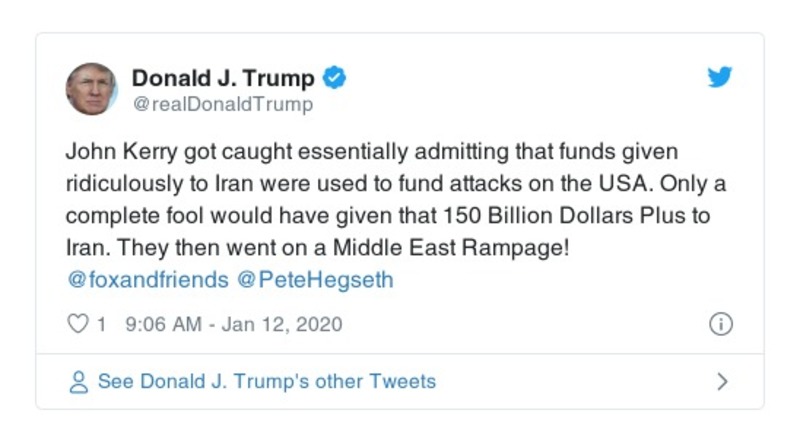 Donald J. Trump
@realDonaldTrump
John Kerry got caught essentially admitting that funds given
ridiculously to Iran were used to fund attacks on the USA. Only a
complete fool would have given that 150 Billion Dollars Plus to
Iran. They then went on a Middle East Rampage!
@foxandfriends @PeteHegseth
1 9:06 AM - Jan 12, 2020
See Donald J. Trump's other Tweets